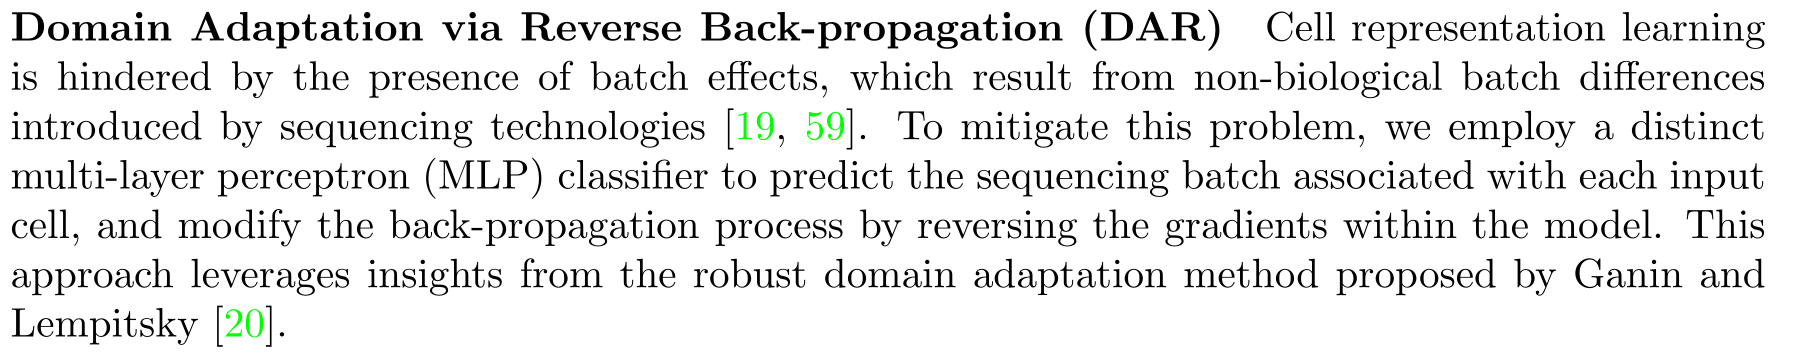 Domain Adaptation via Reverse Back-propagation (DAR) Cell representation learning
is hindered by the presence of batch effects, which result from non-biological batch differences
introduced by sequencing technologies [19, 59]. To mitigate this problem, we employ a distinct
multi-layer perceptron (MLP) classifier to predict the sequencing batch associated with each input
cell, and modify the back-propagation process by reversing the gradients within the model. This
approach leverages insights from the robust domain adaptation method proposed by Ganin and
Lempitsky [20].